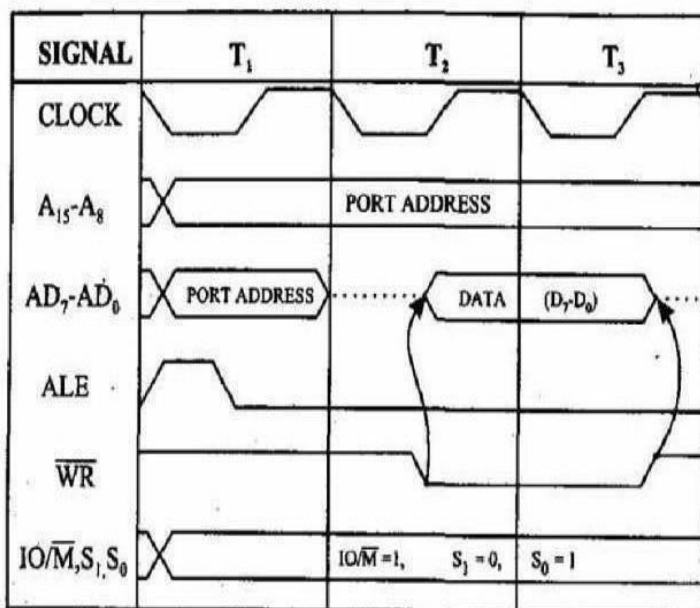 SIGNAL T₁ T₂ T₃
CLOCK
A₁₅-A₈ PORT ADDRESS
AD₇-AD₀ PORT ADDRESS DATA (D₇-D₀)
ALE
W̅R̅
IO/M̅,S₁,S₀ IO/M̅=1, S₁=0, S₀=1